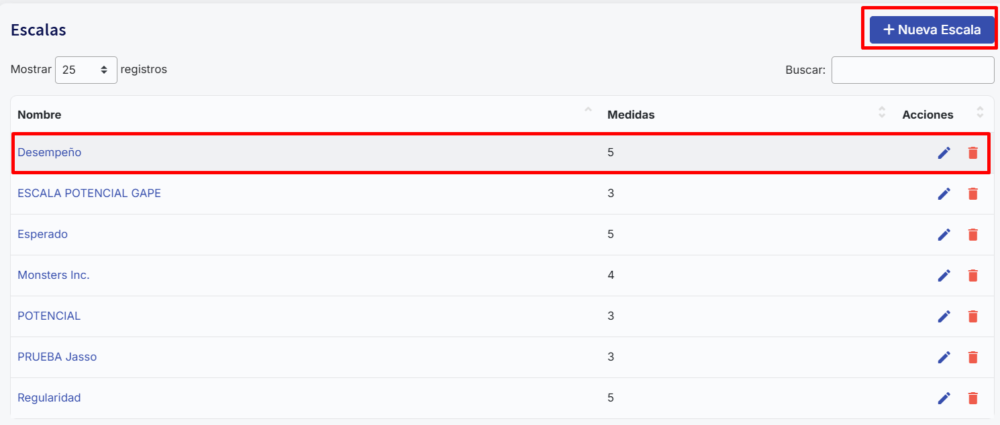 Escalas
+ Nueva Escala
Mostrar 25 registros
Buscar:
Nombre Medidas Acciones
Desempeño 5
ESCALA POTENCIAL GAPE 3
Esperado 5
Monsters Inc. 4
POTENCIAL 3
PRUEBA Jasso 3
Regularidad 5